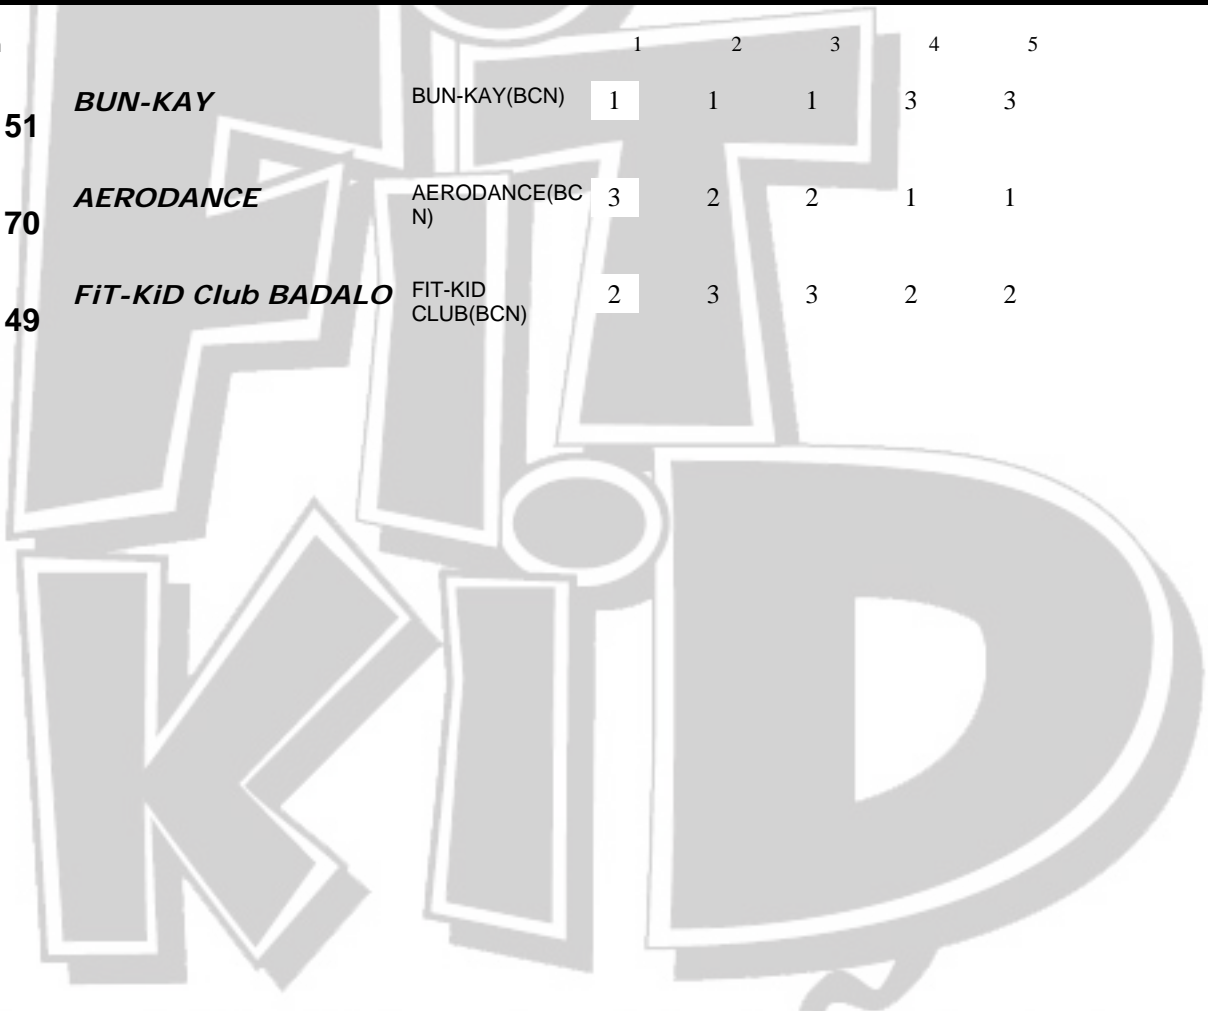 1 2 3 4 5
51 BUN-KAY BUN-KAY(BCN) 1 1 1 3 3
70 AERODANCE AERODANCE(BC
N) 3 2 2 1 1
49 FiT-KiD Club BADALO FIT-KID
CLUB(BCN) 2 3 3 2 2
FiT
KiD